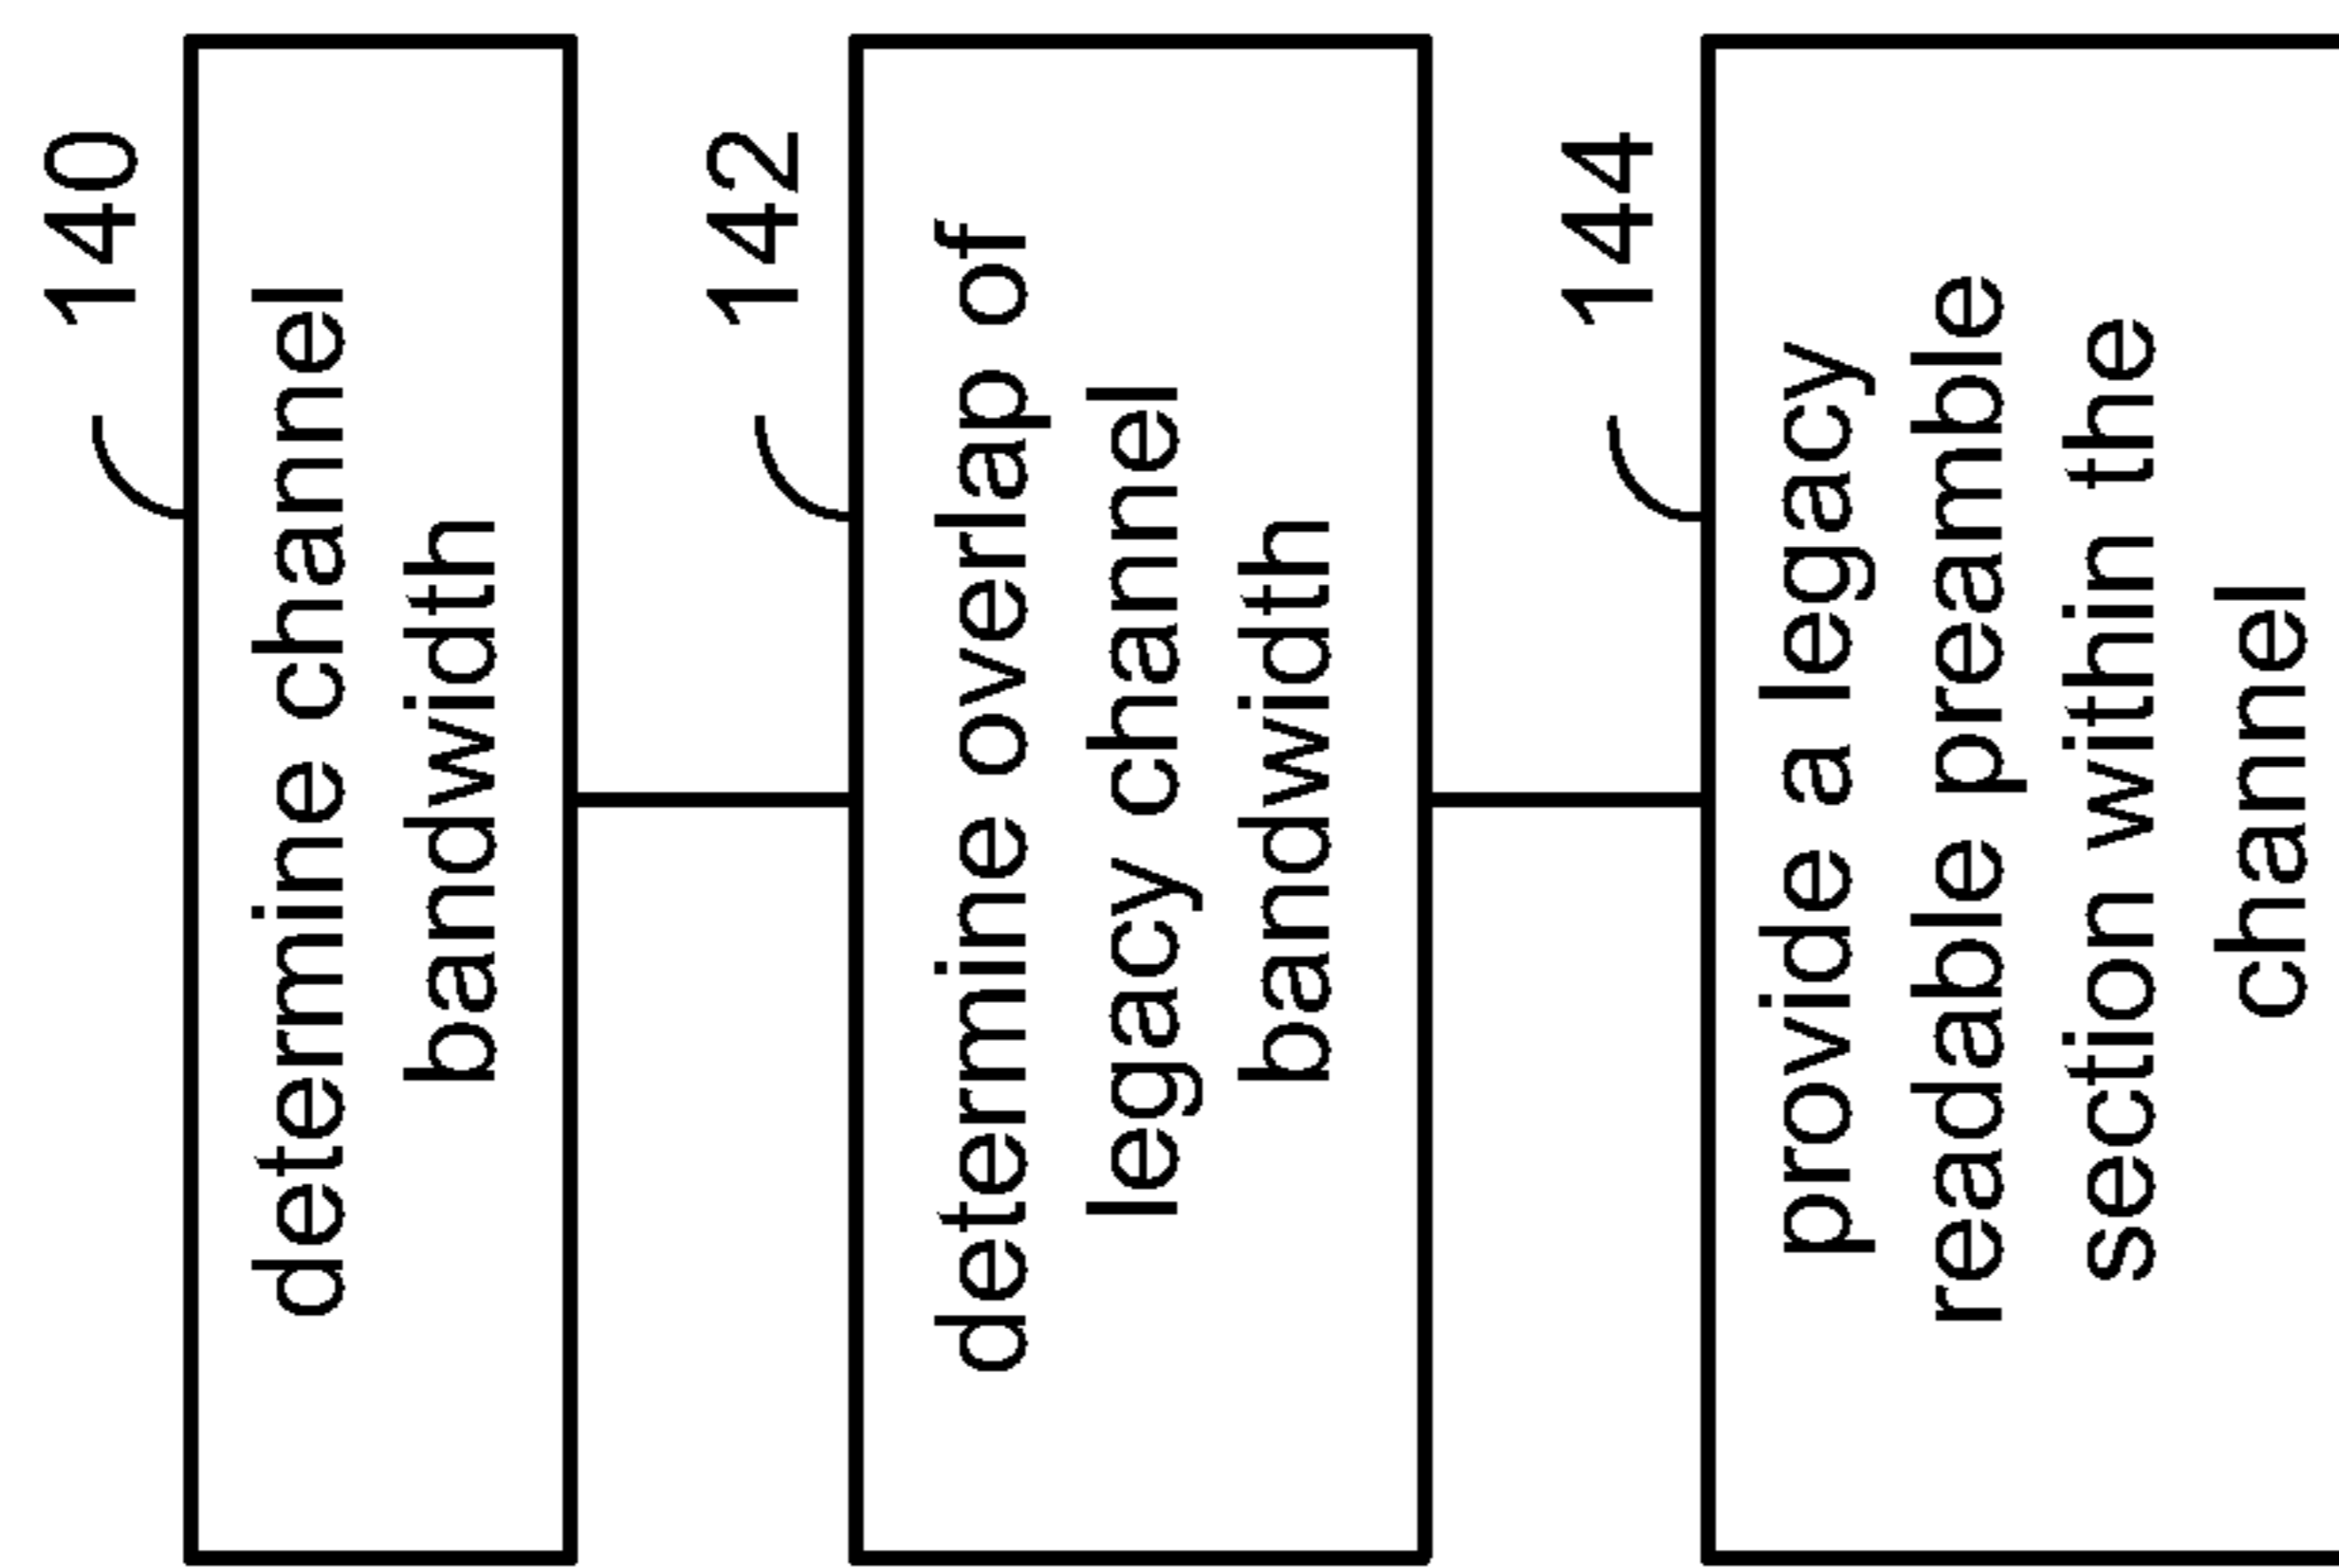 140
determine channel
bandwidth
142
determine overlap of
legacy channel
bandwidth
144
provide a legacy
readable preamble
section within the
channel